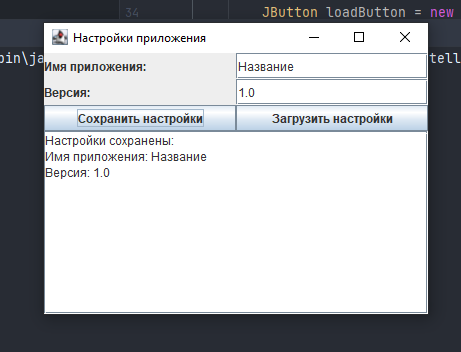 34 JButton loadButton = new
Настройки приложения
bin\ja tell
Имя приложения: Название
Версия: 1.0
Сохранить настройки Загрузить настройки
Настройки сохранены:
Имя приложения: Название
Версия: 1.0